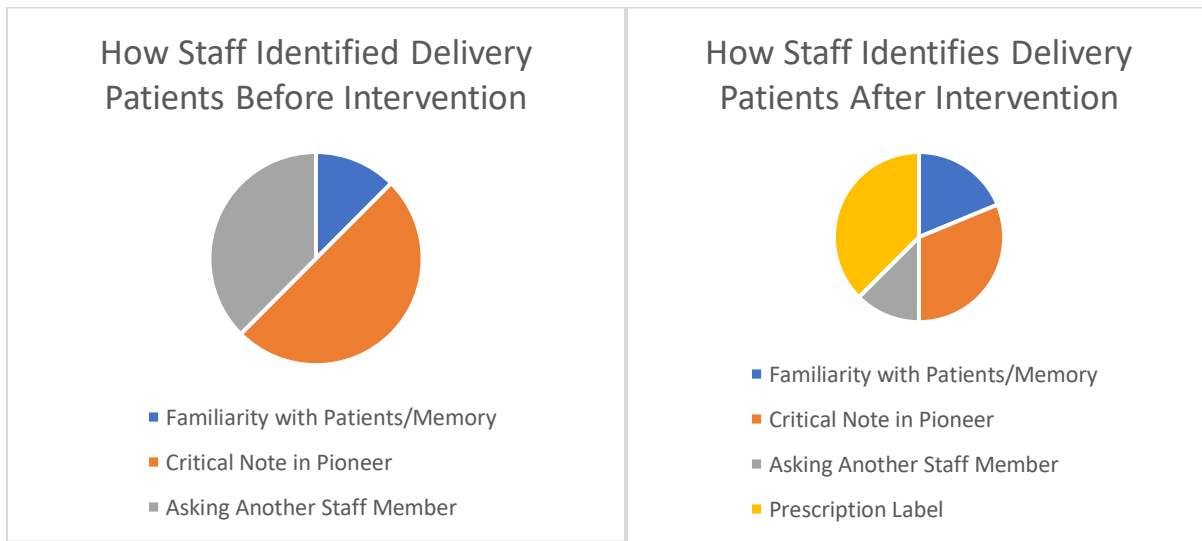 How Staff Identified Delivery
Patients Before Intervention
Familiarity with Patients/Memory
Critical Note in Pioneer
Asking Another Staff Member
How Staff Identifies Delivery
Patients After Intervention
Familiarity with Patients/Memory
Critical Note in Pioneer
Asking Another Staff Member
Prescription Label